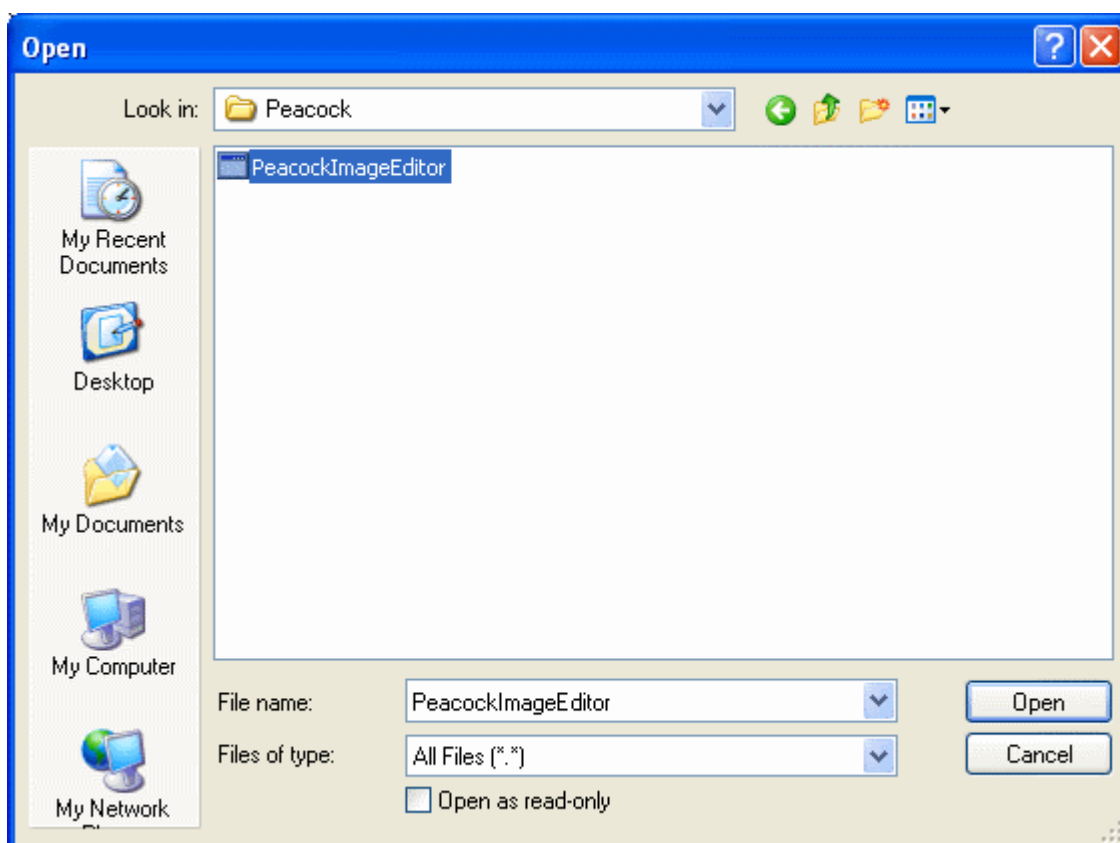 Open
Look in: Peacock
PeacockImageEditor
My Recent
Documents
Desktop
My Documents
My Computer
My Network
File name: PeacockImageEditor Open
Files of type: All Files (*.*) Cancel
Open as read-only